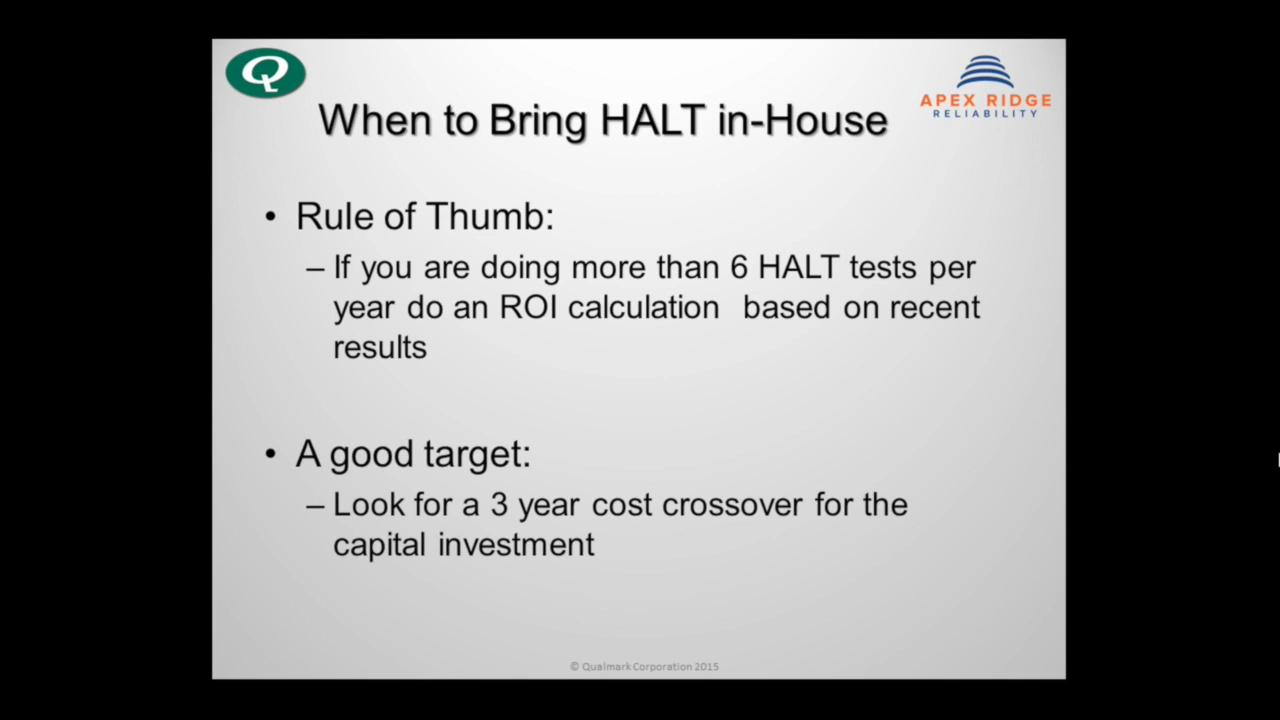 Q
APEX RIDGE
RELIABILITY
When to Bring HALT in-House
• Rule of Thumb:
– If you are doing more than 6 HALT tests per
year do an ROI calculation  based on recent
results
• A good target:
– Look for a 3 year cost crossover for the
capital investment
© Qualmark Corporation 2015